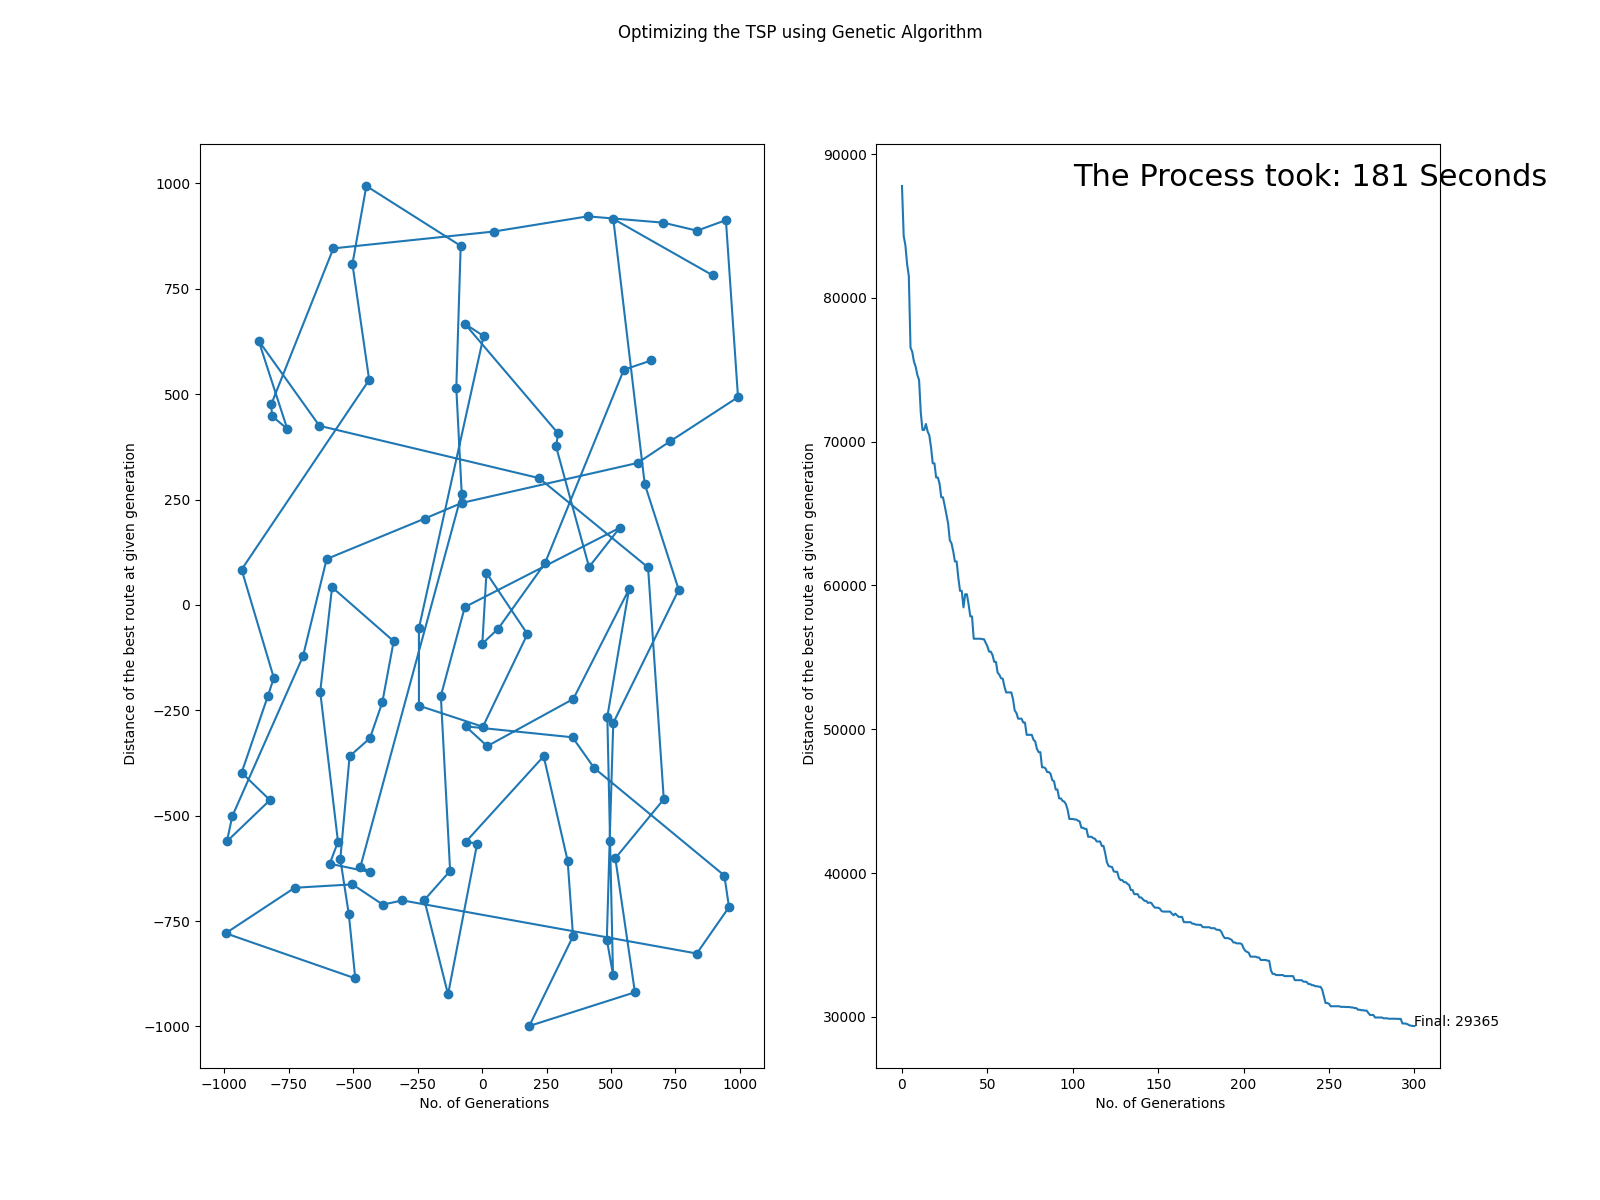 Optimizing the TSP using Genetic Algorithm
Distance of the best route at given generation
1000
750
500
250
0
−250
−500
−750
−1000
−1000 −750 −500 −250 0 250 500 750 1000
No. of Generations
Distance of the best route at given generation
90000
80000
70000
60000
50000
40000
30000
The Process took: 181 Seconds
Final: 29365
0 50 100 150 200 250 300
No. of Generations